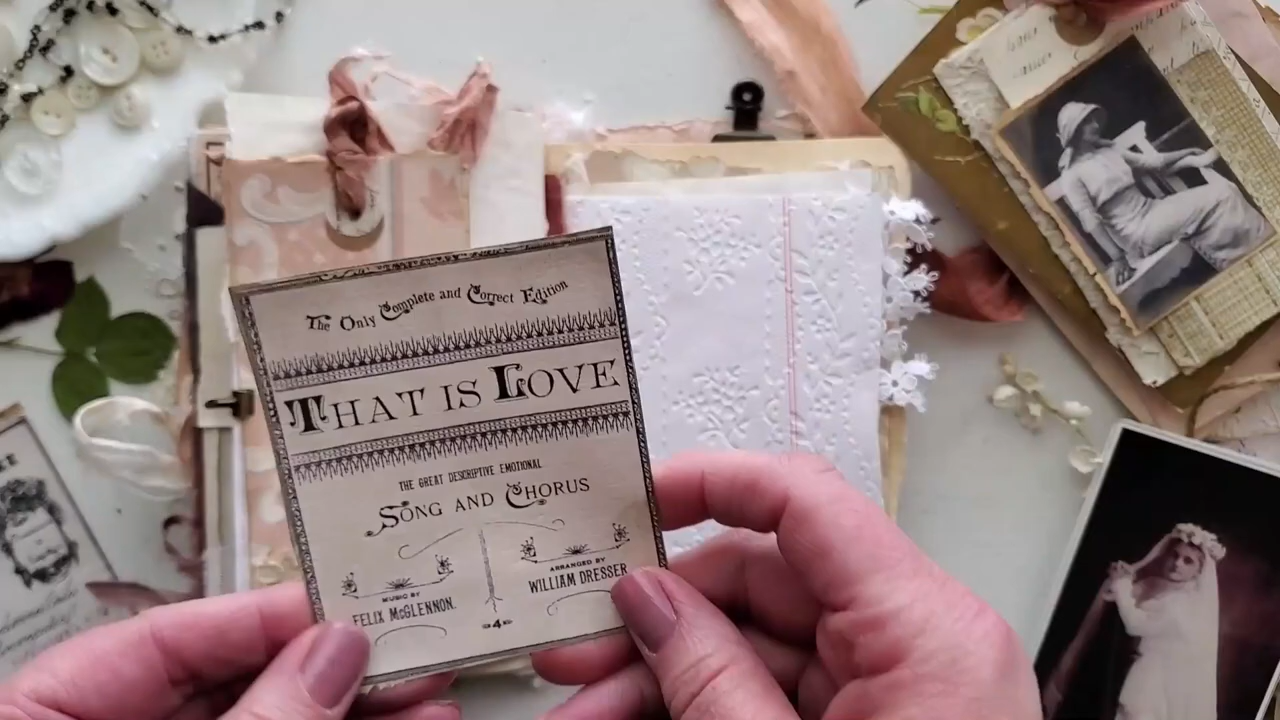 The Only Complete and Correct Edition
THAT IS LOVE
THE GREAT DESCRIPTIVE EMOTIONAL
SONG AND CHORUS
MUSIC BY
FELIX McGLENNON.
ARRANGED BY
WILLIAM DRESSER
4